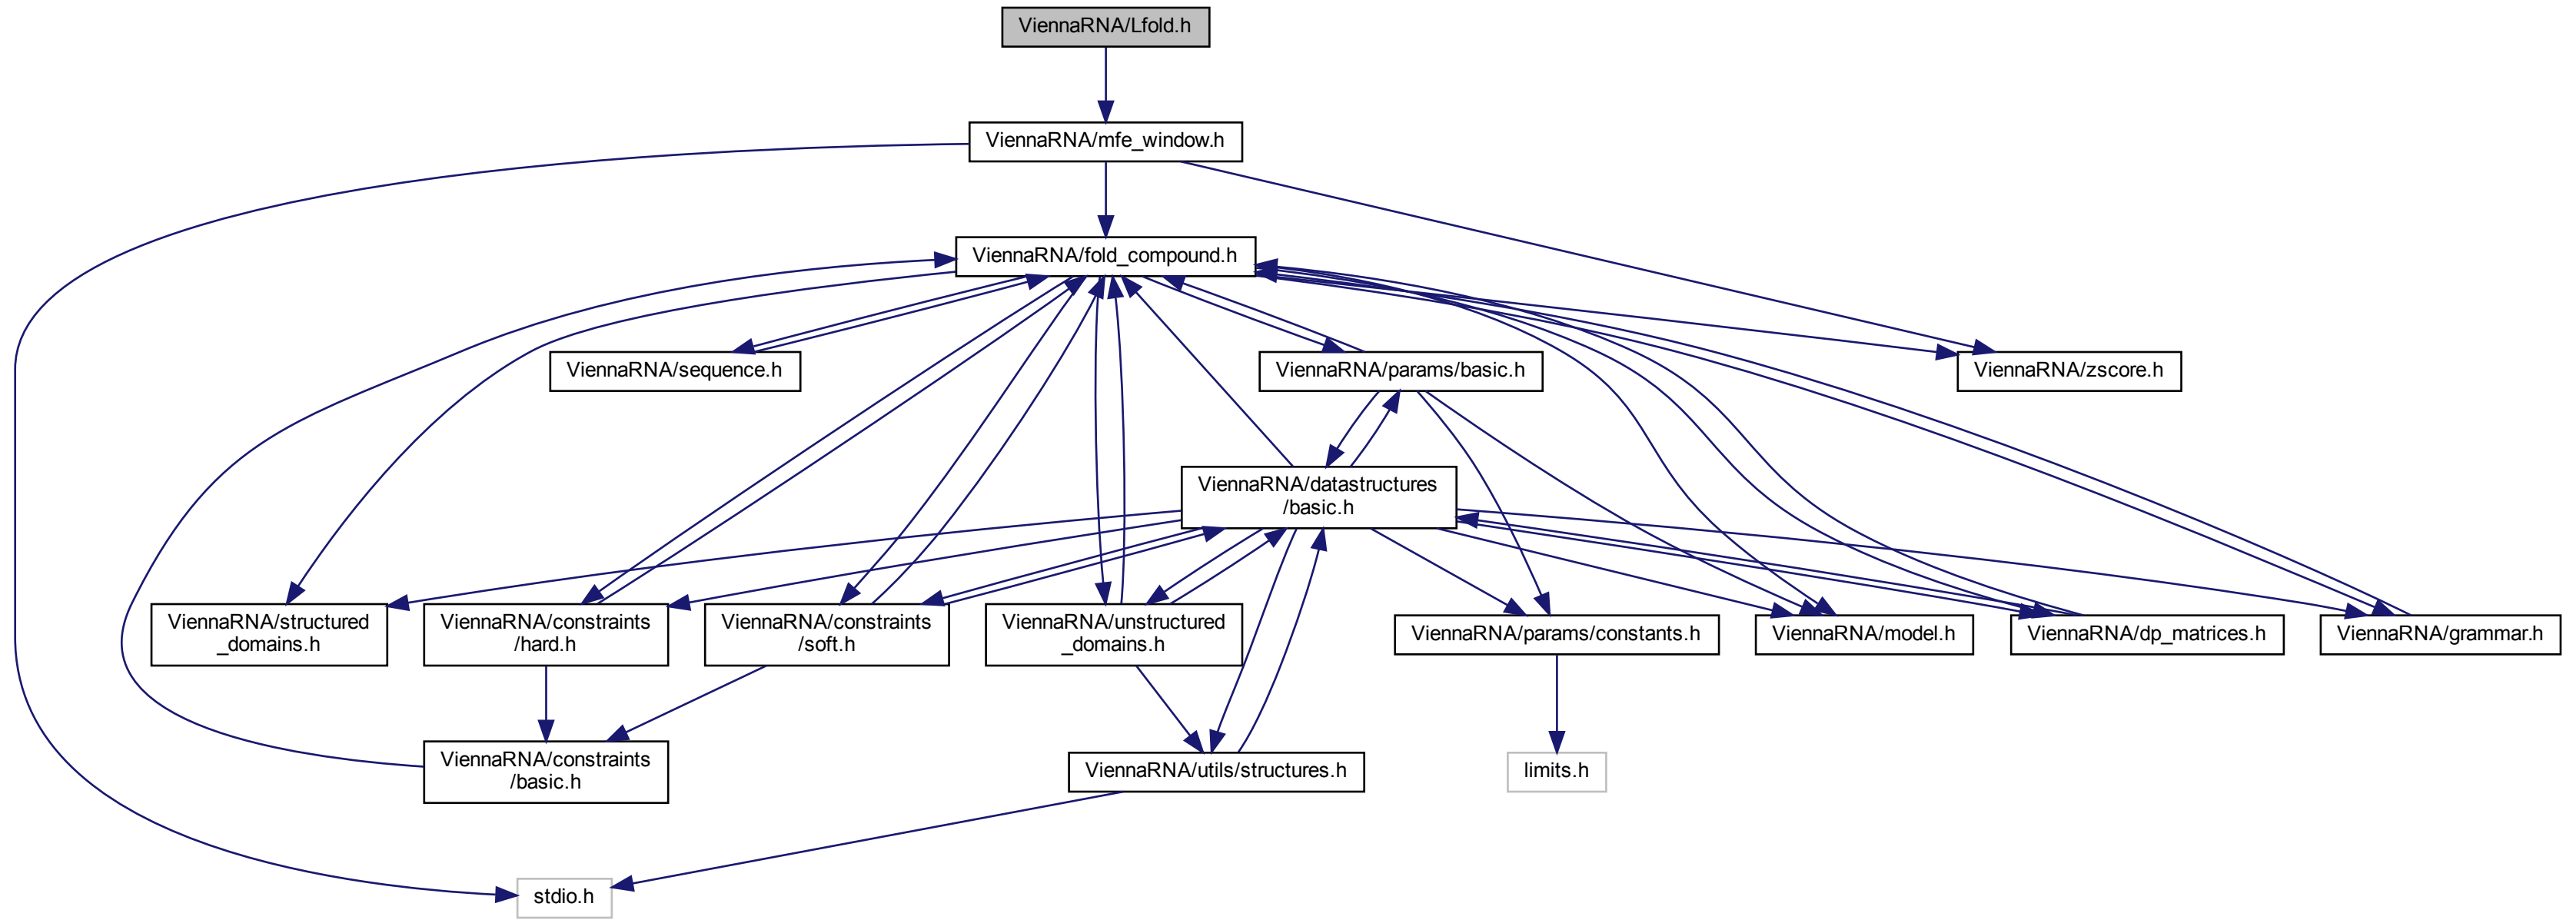 ViennaRNA/Lfold.h
ViennaRNA/mfe_window.h
ViennaRNA/fold_compound.h
ViennaRNA/sequence.h
ViennaRNA/params/basic.h
ViennaRNA/zscore.h
ViennaRNA/datastructures
/basic.h
ViennaRNA/structured
_domains.h
ViennaRNA/constraints
/hard.h
ViennaRNA/constraints
/soft.h
ViennaRNA/unstructured
_domains.h
ViennaRNA/params/constants.h
ViennaRNA/model.h
ViennaRNA/dp_matrices.h
ViennaRNA/grammar.h
ViennaRNA/constraints
/basic.h
ViennaRNA/utils/structures.h
limits.h
stdio.h